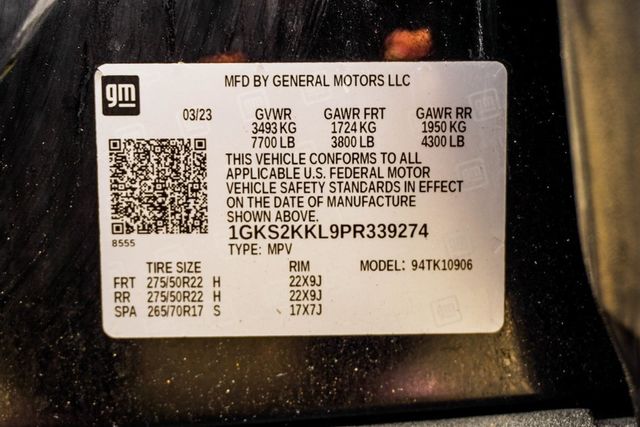 gm
MFD BY GENERAL MOTORS LLC
03/23 GVWR GAWR FRT GAWR RR
3493 KG 1724 KG 1950 KG
7700 LB 3800 LB 4300 LB
THIS VEHICLE CONFORMS TO ALL
APPLICABLE U.S. FEDERAL MOTOR
VEHICLE SAFETY STANDARDS IN EFFECT
ON THE DATE OF MANUFACTURE
SHOWN ABOVE.
8555
1GKS2KKL9PR339274
TYPE: MPV
TIRE SIZE RIM MODEL: 94TK10906
FRT 275/50R22 H 22X9J
RR 275/50R22 H 22X9J
SPA 265/70R17 S 17X7J